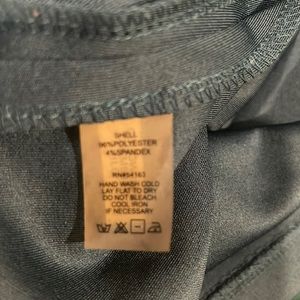 SHELL
96%POLYESTER
4%SPANDEX
RN#54163
HAND WASH COLD
LAY FLAT TO DRY
DO NOT BLEACH
COOL IRON
IF NECESSARY